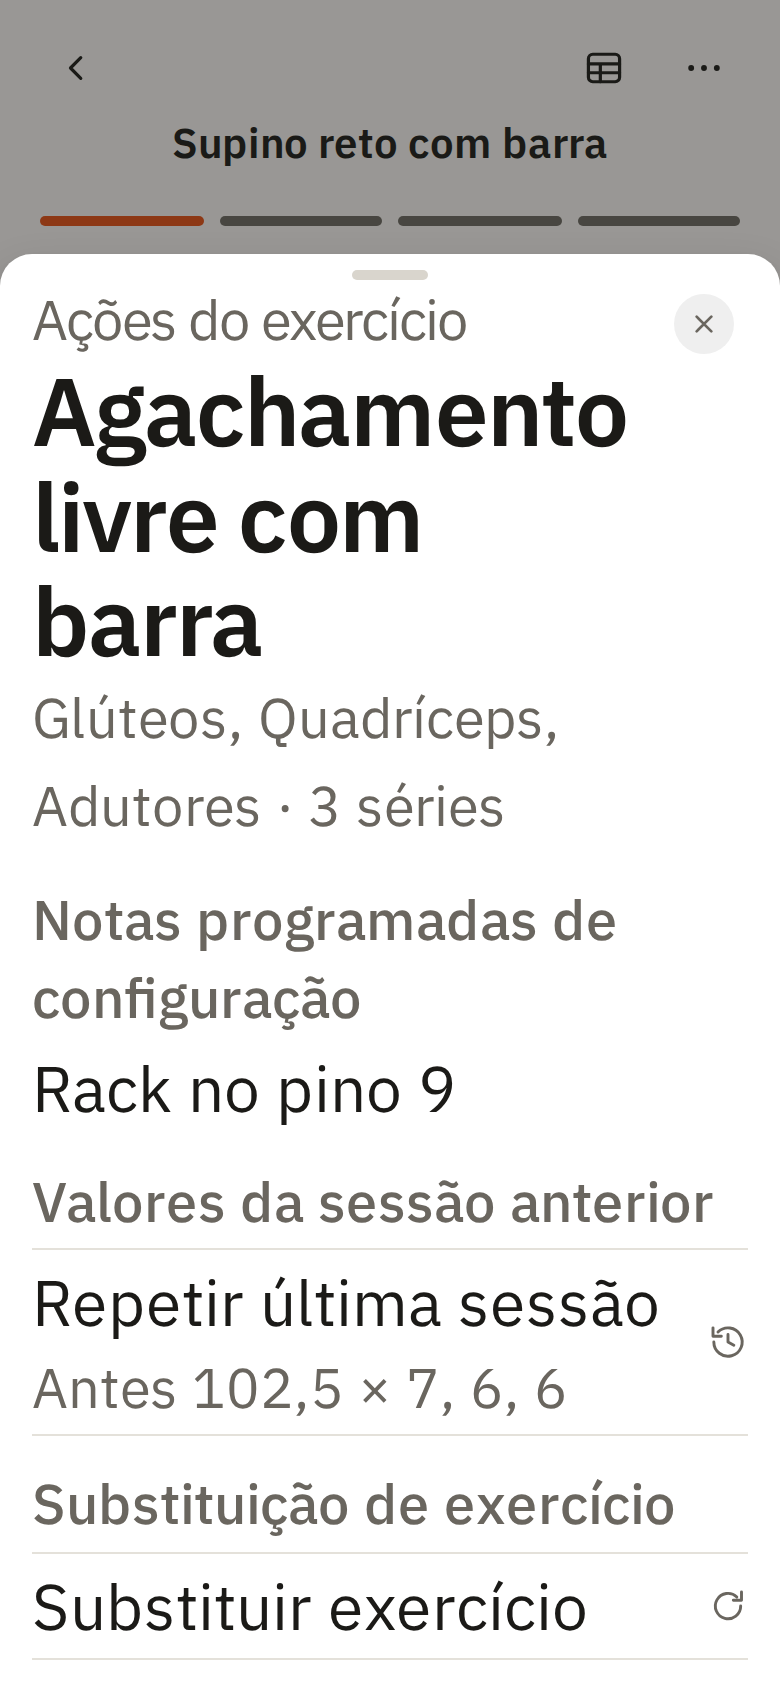 Supino reto com barra
Ações do exercício
Agachamento
livre com
barra
Glúteos, Quadríceps,
Adutores · 3 séries
Notas programadas de
configuração
Rack no pino 9
Valores da sessão anterior
Repetir última sessão
Antes 102,5 × 7, 6, 6
Substituição de exercício
Substituir exercício